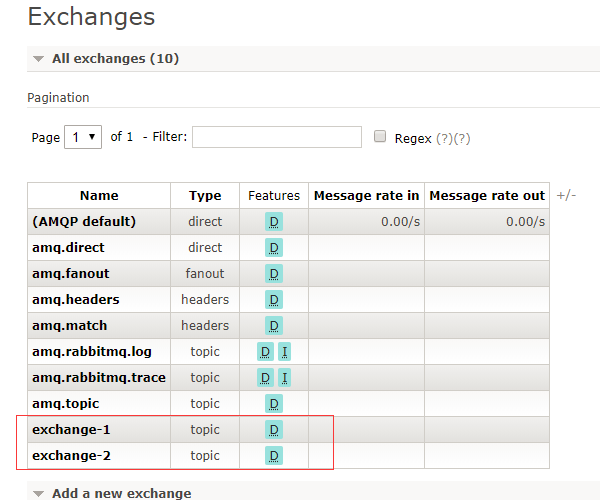 Exchanges
All exchanges (10)
Pagination
Page 1 of 1 - Filter: Regex (?)(?)
Name Type Features Message rate in Message rate out +/-
(AMQP default) direct D 0.00/s 0.00/s
amq.direct direct D
amq.fanout fanout D
amq.headers headers D
amq.match headers D
amq.rabbitmq.log topic D I
amq.rabbitmq.trace topic D I
amq.topic topic D
exchange-1 topic D
exchange-2 topic D
Add a new exchange